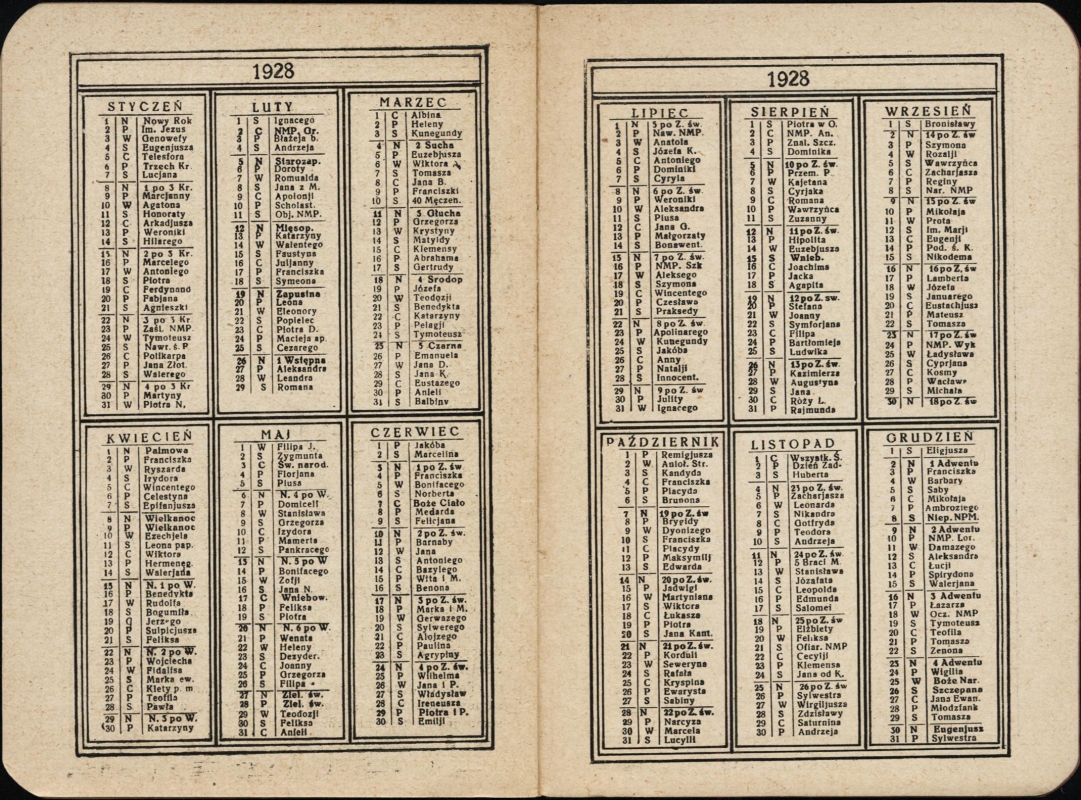 1928
STYCZEŃ
1 N Nowy Rok
2 P Im. Jezus
3 W Genowefy
4 S Eugenjusza
5 C Telesfora
6 P Trzech Kr.
7 S Lucjana
8 N 1 po 3 Kr.
9 P Marcjanny
10 W Agatona
11 S Honoraty
12 C Arkadjusza
13 P Weroniki
14 S Hilarego
15 N 2 po 3 Kr.
16 P Marcelego
17 W Antoniego
18 S Piotra
19 C Ferdynand
20 P Fabjana
21 S Agnieszki
22 N 3 po 3 Kr
23 P Zaśl. NMP.
24 W Tymoteusz
25 S Nawr. ś. P.
26 C Polikarpa
27 P Jana Złot.
28 S Walerego
29 N 4 po 3 Kr
30 P Martyny
31 W Piotra N.
LUTY
1 S Ignacego
2 C NMP. Gr.
3 P Błażeja b.
4 S Andrzeja
5 N Starozap.
6 P Doroty
7 W Romualda
8 S Jana z M.
9 C Apolonji
10 P Scholast.
11 S Obj. NMP.
12 N Mięsop.
13 P Katarzyny
14 W Walentego
15 S Faustyna
16 C Juljanny
17 P Franciszka
18 S Symeona
19 N Zapustna
20 P Leona
21 W Eleonory
22 S Popielec
23 C Piotra D.
24 P Macieja ap.
25 S Cezarego
26 N 1 Wstępna
27 P Aleksandra
28 W Leandra
29 S Romana
MARZEC
1 C Albina
2 P Heleny
3 S Kunegundy
4 N 2 Sucha
5 P Euzebjusza
6 W Wiktora
7 S Tomasza
8 C Jana B.
9 P Franciszki
10 S 40 Męczen.
11 N 3 Głucha
12 P Grzegorza
13 W Krystyny
14 S Matyldy
15 C Klemensy
16 P Abrahama
17 S Gertrudy
18 N 4 Srodop
19 P Józefa
20 W Teodozji
21 S Benedykta
22 C Katarzyny
23 P Pelagji
24 S Tymoteusz
25 N 5 Czarna
26 P Emanuela
27 W Jana D.
28 S Jana K.
29 C Eustazego
30 P Anieli
31 S Balbiny
KWIECIEŃ
1 N Palmowa
2 P Franciszka
3 W Ryszarda
4 S Izydora
5 C Wincentego
6 P Celestyna
7 S Epifanjusza
8 N Wielkanoc
9 P Wielkanoc
10 W Ezechjela
11 S Leona pap.
12 C Wiktora
13 P Hermeneg.
14 S Walerjana
15 N N. 1 po W.
16 P Benedykta
17 W Rudolfa
18 S Bogumiła
19 C Jerzego
20 P Sulpicjusza
21 S Feliksa
22 N N. 2 po W.
23 P Wojciecha
24 W Fidalisa
25 S Marka ew.
26 C Klety p. m
27 P Teofila
28 S Pawła
29 N N. 3 po W.
30 P Katarzyny
MAJ
1 W Filipa J.
2 S Zygmunta
3 C Św. narod.
4 P Florjana
5 S Piusa
6 N N. 4 po W.
7 P Domiceli
8 W Stanisława
9 S Grzegorza
10 C Izydora
11 P Mamerta
12 S Pankracego
13 N N. 5 po W
14 P Bonifacego
15 W Zofji
16 S Jana N.
17 C Wniebow.
18 P Feliksa
19 S Piotra
20 N N. 6 po W.
21 P Wenata
22 W Heleny
23 S Dezyder.
24 C Joanny
25 P Grzegorza
26 S Filipa
27 N Ziel. św.
28 P Ziel. św.
29 W Teodozji
30 S Feliksa
31 C Anieli
CZERWIEC
1 P Jakóba
2 S Marcelina
3 N 1 po Z. św
4 P Franciszka
5 W Bonifacego
6 S Norberta
7 C Boże Ciało
8 P Medarda
9 S Felicjana
10 N 2 po Z. św.
11 P Barnaby
12 W Jana
13 S Antoniego
14 C Bazylego
15 P Wita i M.
16 S Benona
17 N 3 po Z. św.
18 P Marka i M.
19 W Gerwazego
20 S Sylwerego
21 C Alojzego
22 P Paulina
23 S Agrypiny
24 N 4 po Z. św.
25 P Wilhelma
26 W Jana i P.
27 S Władysław
28 C Ireneusza
29 P Piotra i P.
30 S Emilji
1928
LIPIEC
1 N 5 po Z. św.
2 P Naw. NMP.
3 W Anatola
4 S Józefa K.
5 C Antoniego
6 P Dominiki
7 S Cyryla
8 N 6 po Z. św.
9 P Weroniki
10 W Aleksandra
11 S Piusa
12 C Jana G.
13 P Małgorzaty
14 S Bonawent.
15 N 7 po Z. św.
16 P NMP. Szk
17 W Aleksego
18 S Szymona
19 C Wincentego
20 P Czesława
21 S Praksedy
22 N 8 po Z. św
23 P Apolinarego
24 W Kunegundy
25 S Jakóba
26 C Anny
27 P Natalji
28 S Innocent.
29 N 9 po Z. św
30 P Julity
31 W Ignacego
SIERPIEŃ
1 S Piotra w O.
2 C NMP. An.
3 P Znal. Szcz.
4 S Dominika
5 N 10 po Z. św.
6 P Przem. P.
7 W Kajetana
8 S Cyrjaka
9 C Romana
10 P Wawrzyńca
11 S Zuzanny
12 N 11 po Z. św.
13 P Hipolita
14 W Euzebjusza
15 S Wnieb.
16 C Joachima
17 P Jacka
18 S Agapita
19 N 12 po Z. sw.
20 P Stefana
21 W Joanny
22 S Symforjana
23 C Filipa
24 P Bartłomieja
25 S Ludwika
26 N 13 po Z. św.
27 P Kazimierza
28 W Augustyna
29 S Jana
30 C Róży L.
31 P Rajmunda
WRZESIEŃ
1 S Bronisławy
2 N 14 po Z. św
3 P Szymona
4 W Rozalji
5 S Wawrzyńca
6 C Zacharjasza
7 P Reginy
8 S Nar. NMP
9 N 15 po Z. św
10 P Mikołaja
11 W Prota
12 S Im. Marji
13 C Eugenji
14 P Pod. ś. K.
15 S Nikodema
16 N 16 po Z. św
17 P Lamberta
18 W Józefa
19 S Januarego
20 C Eustachjusz
21 P Mateusz
22 S Tomasza
23 N 17 po Z. św
24 P NMP. Wyk
25 W Ładysława
26 S Cyprjana
27 C Kosmy
28 P Wacława
29 S Michała
30 N 18 po Z. św
PAŹDZIERNIK
1 P Remigjusza
2 W Anioł. Str.
3 S Kandyda
4 C Franciszka
5 P Placyda
6 S Brunona
7 N 19 po Z św
8 P Brygidy
9 W Dyonizego
10 S Franciszka
11 C Placydy
12 P Maksymilj
13 S Edwarda
14 N 20 po Z. św.
15 P Jadwigi
16 W Martyniana
17 S Wiktora
18 C Łukasza
19 P Piotra
20 S Jana Kant.
21 N 21 po Z. św.
22 P Korduli
23 W Seweryna
24 S Rafała
25 C Kryspina
26 P Ewarysta
27 S Sabiny
28 N 22 po Z. św.
29 P Narcyza
30 W Marcela
31 S Lucylli
LISTOPAD
1 C Wszystk. Ś.
2 P Dzień Zad-
3 S Huberta
4 N 23 po Z. św.
5 P Zacharjasza
6 W Leonarda
7 S Nikandra
8 C Gotfryda
9 P Teodora
10 S Andrzeja
11 N 24 po Z. św.
12 P 5 Braci M.
13 W Stanisława
14 S Józafata
15 C Leopolda
16 P Edmunda
17 S Salomei
18 N 25 po Z. św
19 P Elżbiety
20 W Feliksa
21 S Ofiar. NMP
22 C Cecylji
23 P Klemensa
24 S Jana od K.
25 N 26 po Z św
26 P Sylwestra
27 W Wirgiljusza
28 S Zdzisławy
29 C Saturnina
30 P Andrzeja
GRUDZIEŃ
1 S Eligjusza
2 N 1 Adwentu
3 P Franciszka
4 W Barbary
5 S Saby
6 C Mikołaja
7 P Ambroziego
8 S Niep. NPM.
9 N 2 Adwentu
10 P NMP. Lor.
11 W Damazego
12 S Aleksandra
13 C Łucji
14 P Spirydona
15 S Walerjana
16 N 3 Adwentu
17 P Łazarza
18 W Ocz. NMP
19 S Tymoteusz
20 C Teofila
21 P Tomasza
22 S Zenona
23 N 4 Adwentu
24 P Wigilia
25 W Boże Nar.
26 S Szczepana
27 C Jana Ewan.
28 P Młodziank
29 S Tomasza
30 N Eugenjusz
31 P Sylwestra